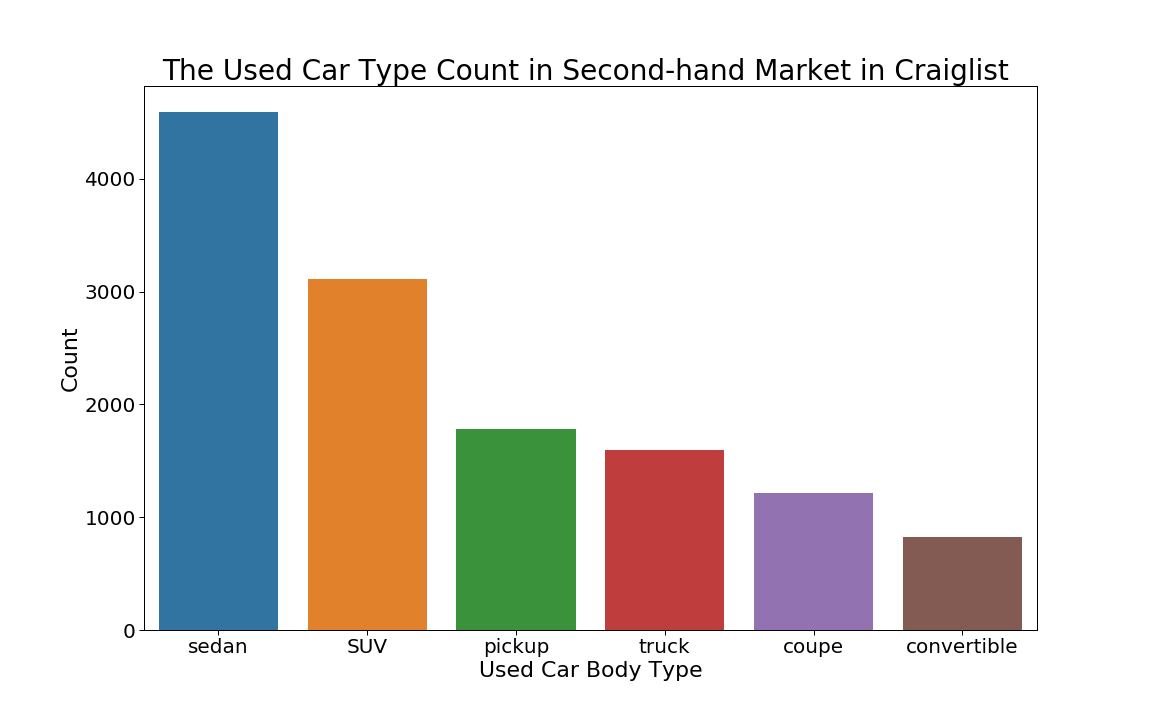 The Used Car Type Count in Second-hand Market in Craiglist
4000
3000
2000
1000
0
Count
sedan SUV pickup truck coupe convertible
Used Car Body Type